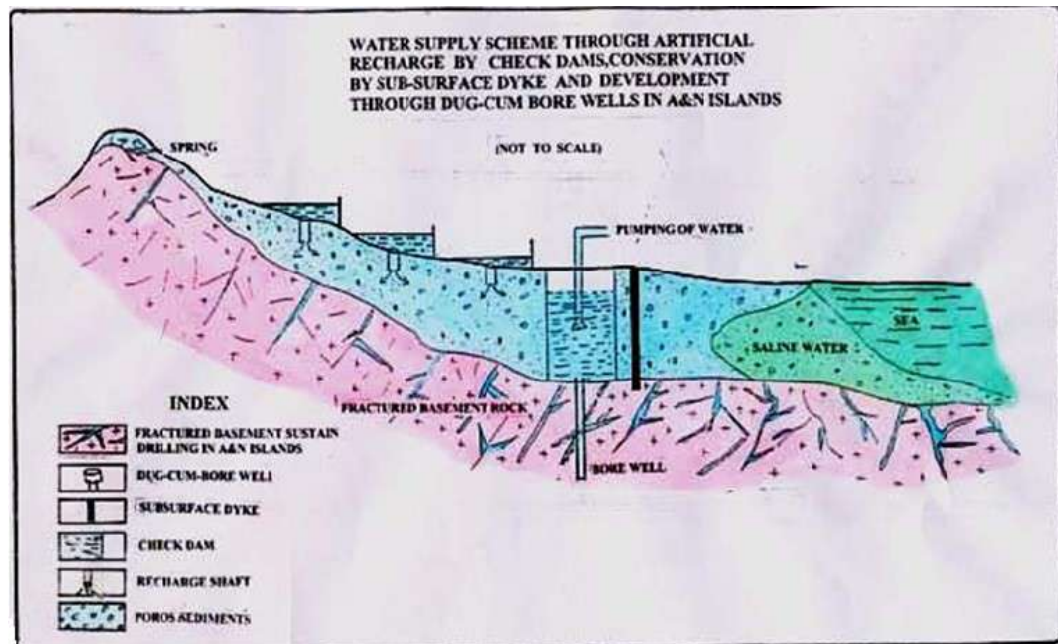 WATER SUPPLY SCHEME THROUGH ARTIFICIAL
RECHARGE BY CHECK DAMS,CONSERVATION
BY SUB-SURFACE DYKE AND DEVELOPMENT
THROUGH DUG-CUM BORE WELLS IN A&N ISLANDS
(NOT TO SCALE)
SPRING
PUMPING OF WATER
SEA
SALINE WATER
FRACTURED BASEMENT ROCK
BORE WELL
INDEX
FRACTURED BASEMENT SUSTAIN
DRILLING IN A&N ISLANDS
DUG-CUM-BORE WELL
SUBSURFACE DYKE
CHECK DAM
RECHARGE SHAFT
POROS SEDIMENTS